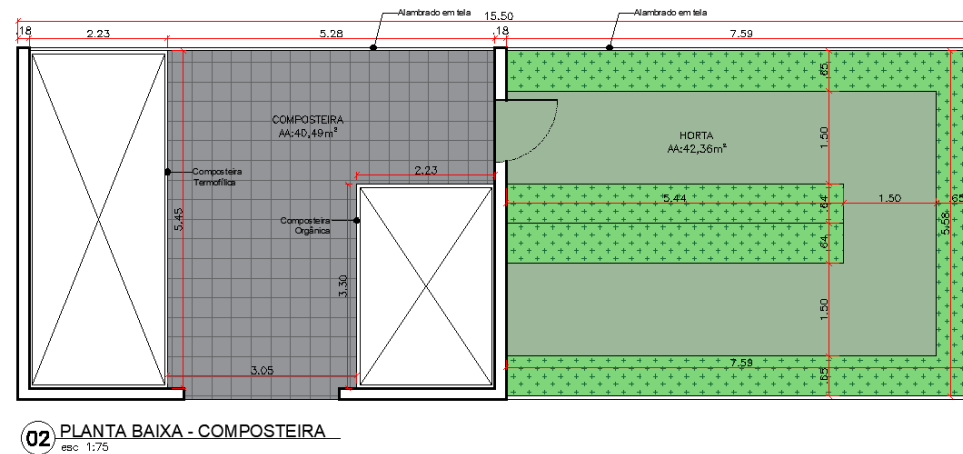 Alambrado em tela
Alambrado em tela
15.50
.18
2.23
5.28
.18
7.59
.65
COMPOSTEIRA
AA:40,49m²
HORTA
AA:42,36m²
1.50
Composteira
Termofílica
2.23
5.45
Composteira
Orgânica
.64
5.44
1.50
.65
5.58
.64
3.30
1.50
3.05
7.59
.65
02
PLANTA BAIXA - COMPOSTEIRA
esc 1:75